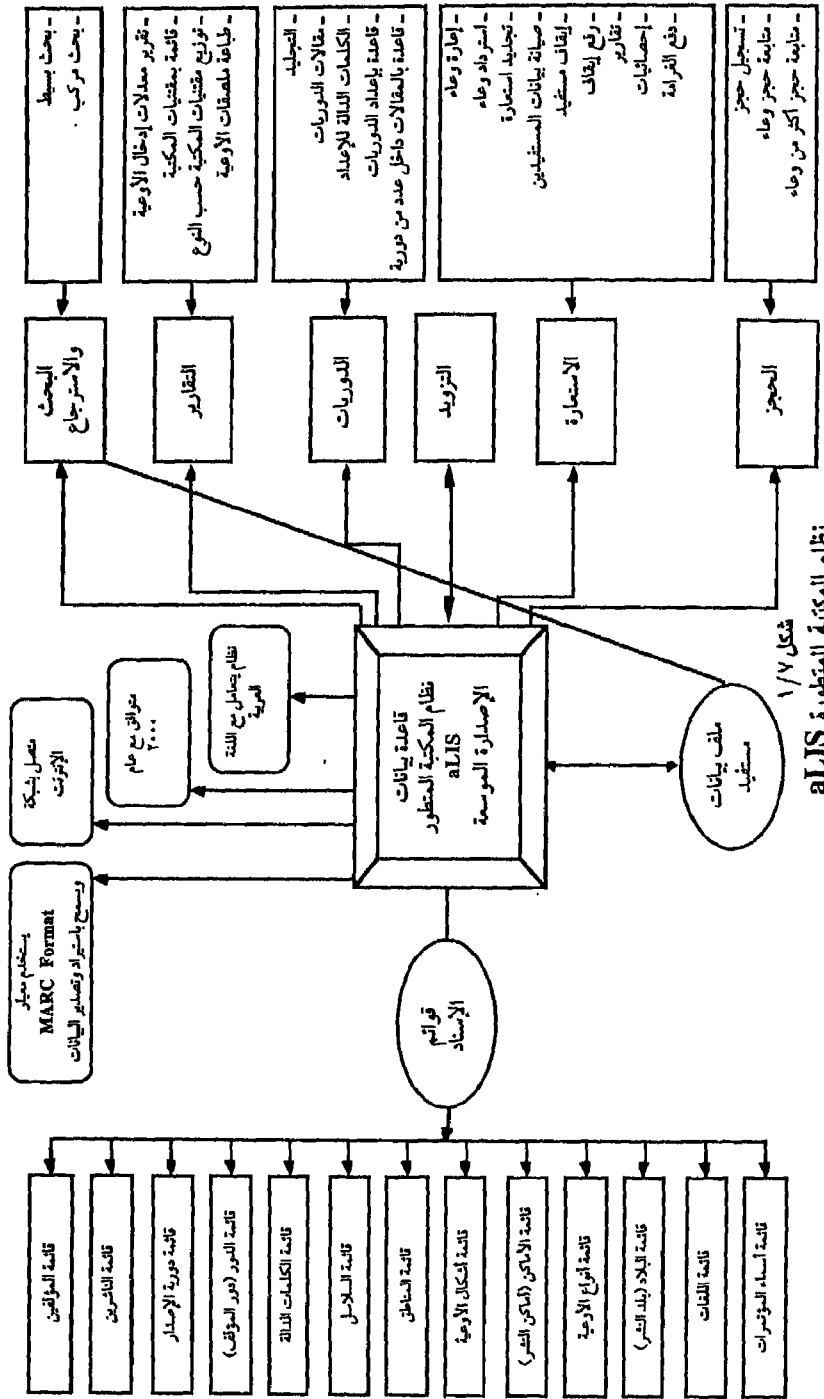 - بحث بسيط
- بحث مركب .
- تقرير معدلات إدخال الأوعية
- قائمة بمقتنيات المكتبة
- توزيع مقتنيات المكتبة حسب النوع
- طباعة ملصقات الأوعية
- التجليد
- مقالات الدوريات
- الكلمات الدالة للإعداد
- قاعدة بإعداد الدوريات
- قاعدة بالمقالات داخل عدد من دورية
- إعارة وعاء
- استرداد وعاء
- تجديد استعارة
- صيانة بيانات المستفيدين
- إيقاف مستفيد
- رفع إيقاف
- تقارير
- إحصائيات
- دفع الغرامة
- تسجيل حجز
- متابعة حجز وعاء
- متابعة حجز أكثر من وعاء
البحث
والاسترجاع
التقارير
الدوريات
التزويد
الاستعارة
الحجز
يستخدم معيار
MARC Format
ويسمح باستيراد وتصدير البيانات
متصل بشبكة
الإنترنت
متوافق مع عام
٢٠٠٠
نظام يتعامل مع اللغة
العربية
قاعدة بيانات
نظام المكتبة المتطور
aLIS
الإصدارة الموسعة
ملف بيانات
مستفيد
قوائم
الإسناد
قائمة المؤلفين
قائمة الناشرين
قائمة دورية الإصدار
قائمة الدور (دور المؤلف)
قائمة الكلمات الدالة
قائمة السلاسل
قائمة المناطق
قائمة أشكال الأوعية
قائمة الأماكن (أماكن النشر)
قائمة أنواع الأوعية
قائمة البلاد (بلد النشر)
قائمة اللغات
قائمة أسماء المؤتمرات
شكل ١/٧
نظام المكتبة المتطورة aLIS